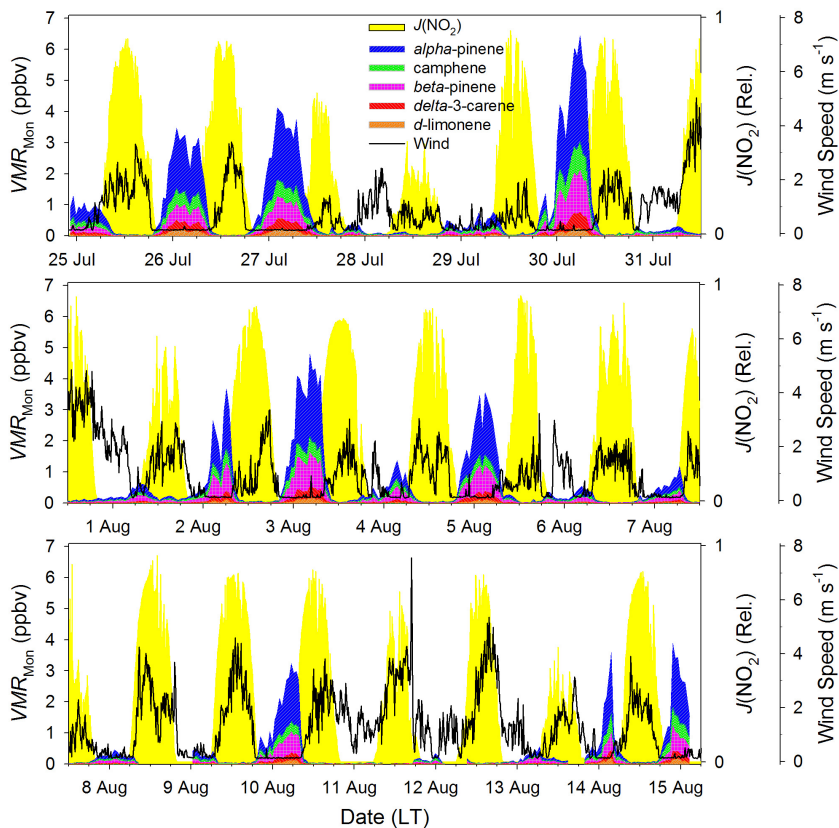 7
6
5
4
3
2
1
0
VMR_Mon (ppbv)
J(NO₂)
alpha-pinene
camphene
beta-pinene
delta-3-carene
d-limonene
Wind
1
0
J(NO₂) (Rel.)
8
6
4
2
0
Wind Speed (m s⁻¹)
25 Jul 26 Jul 27 Jul 28 Jul 29 Jul 30 Jul 31 Jul
7
6
5
4
3
2
1
0
VMR_Mon (ppbv)
1
0
J(NO₂) (Rel.)
8
6
4
2
0
Wind Speed (m s⁻¹)
1 Aug 2 Aug 3 Aug 4 Aug 5 Aug 6 Aug 7 Aug
7
6
5
4
3
2
1
0
VMR_Mon (ppbv)
1
0
J(NO₂) (Rel.)
8
6
4
2
0
Wind Speed (m s⁻¹)
8 Aug 9 Aug 10 Aug 11 Aug 12 Aug 13 Aug 14 Aug 15 Aug
Date (LT)